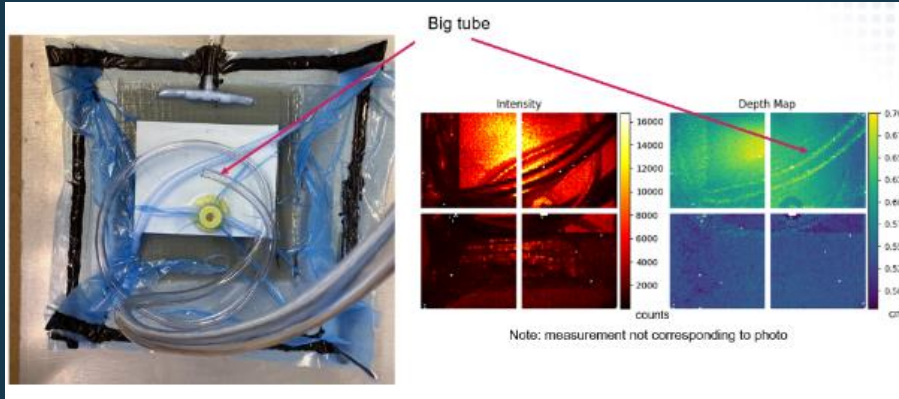 Big tube
Intensity
Depth Map
16000
14000
12000
10000
8000
6000
4000
2000
counts
Note: measurement not corresponding to photo